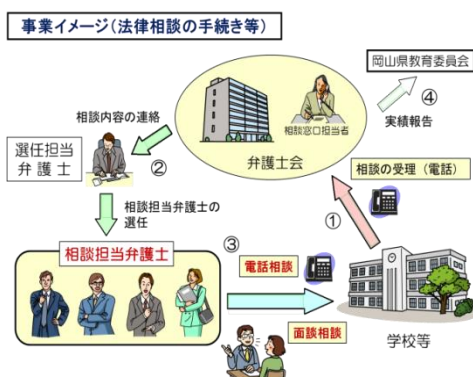 事業イメージ(法律相談の手続き等)
岡山県教育委員会
④
実績報告
相談内容の連絡
相談窓口担当者
弁護士会
選任担当
弁護士
②
相談の受理(電話)
①
相談担当弁護士の
選任
相談担当弁護士
③
電話相談
面談相談
学校等